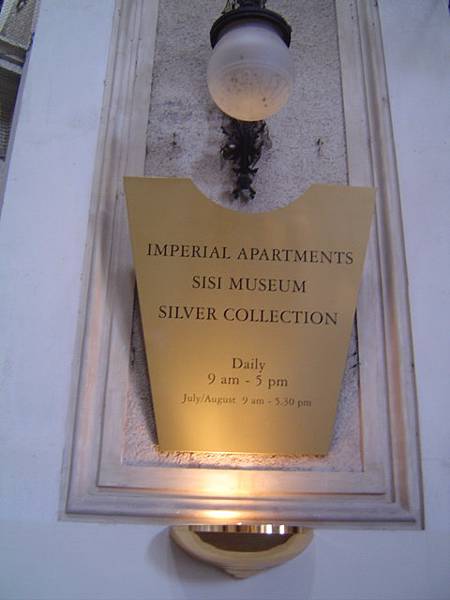 IMPERIAL APARTMENTS
SISI MUSEUM
SILVER COLLECTION
Daily
9 am - 5 pm
July/August 9 am - 5.30 pm